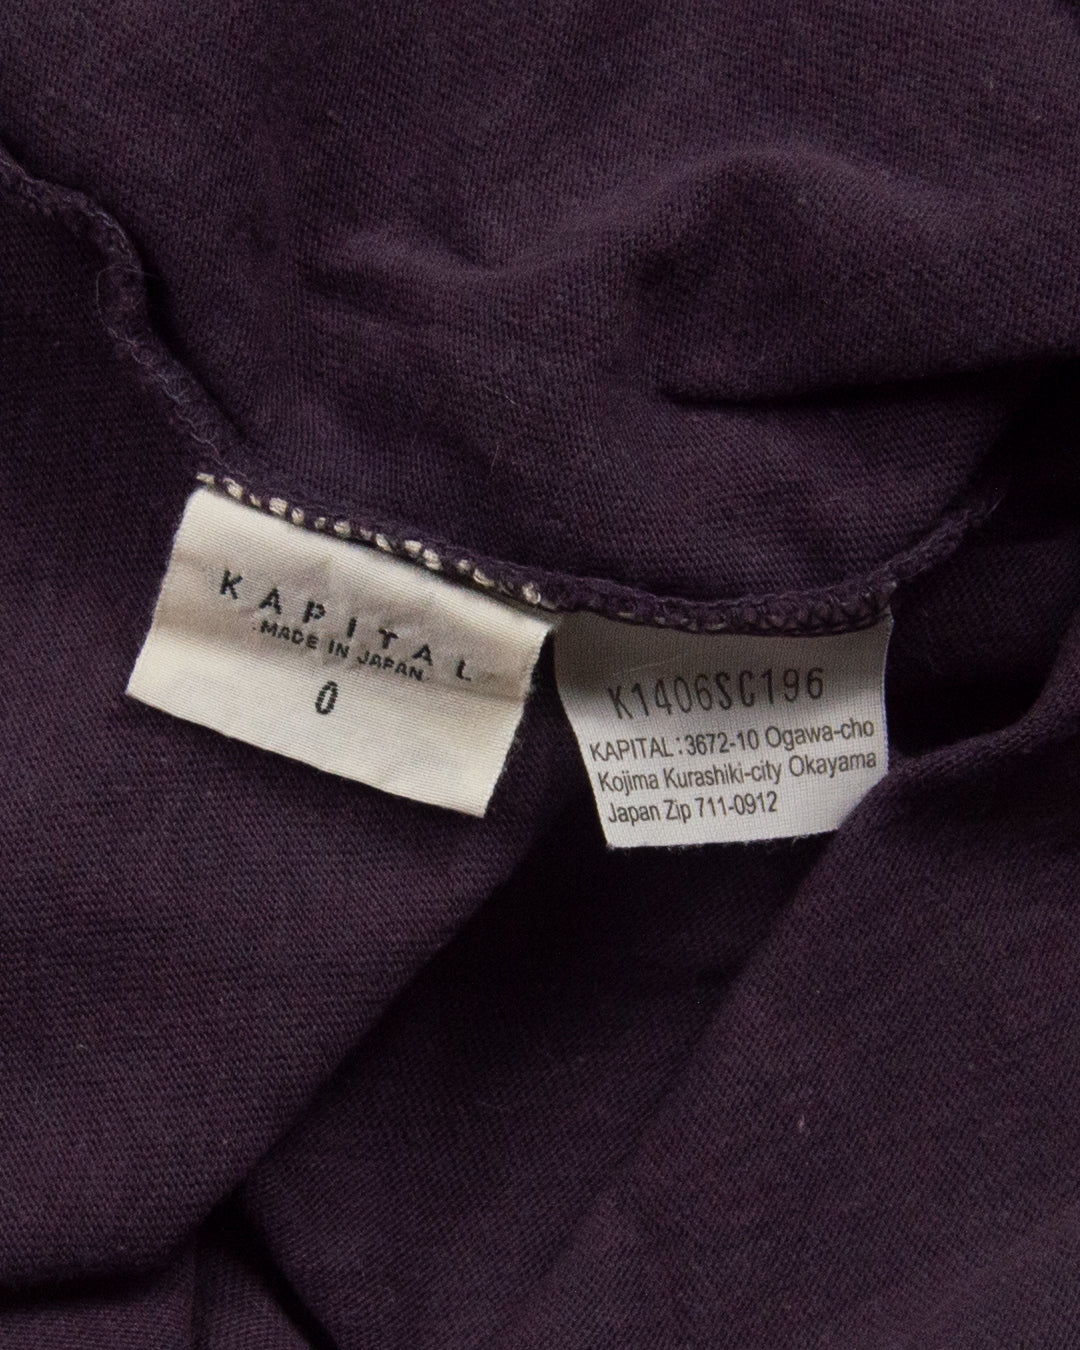 KAPITAL
MADE IN JAPAN
0
K1406SC196
KAPITAL:3672-10 Ogawa-cho
Kojima Kurashiki-city Okayama
Japan Zip 711-0912